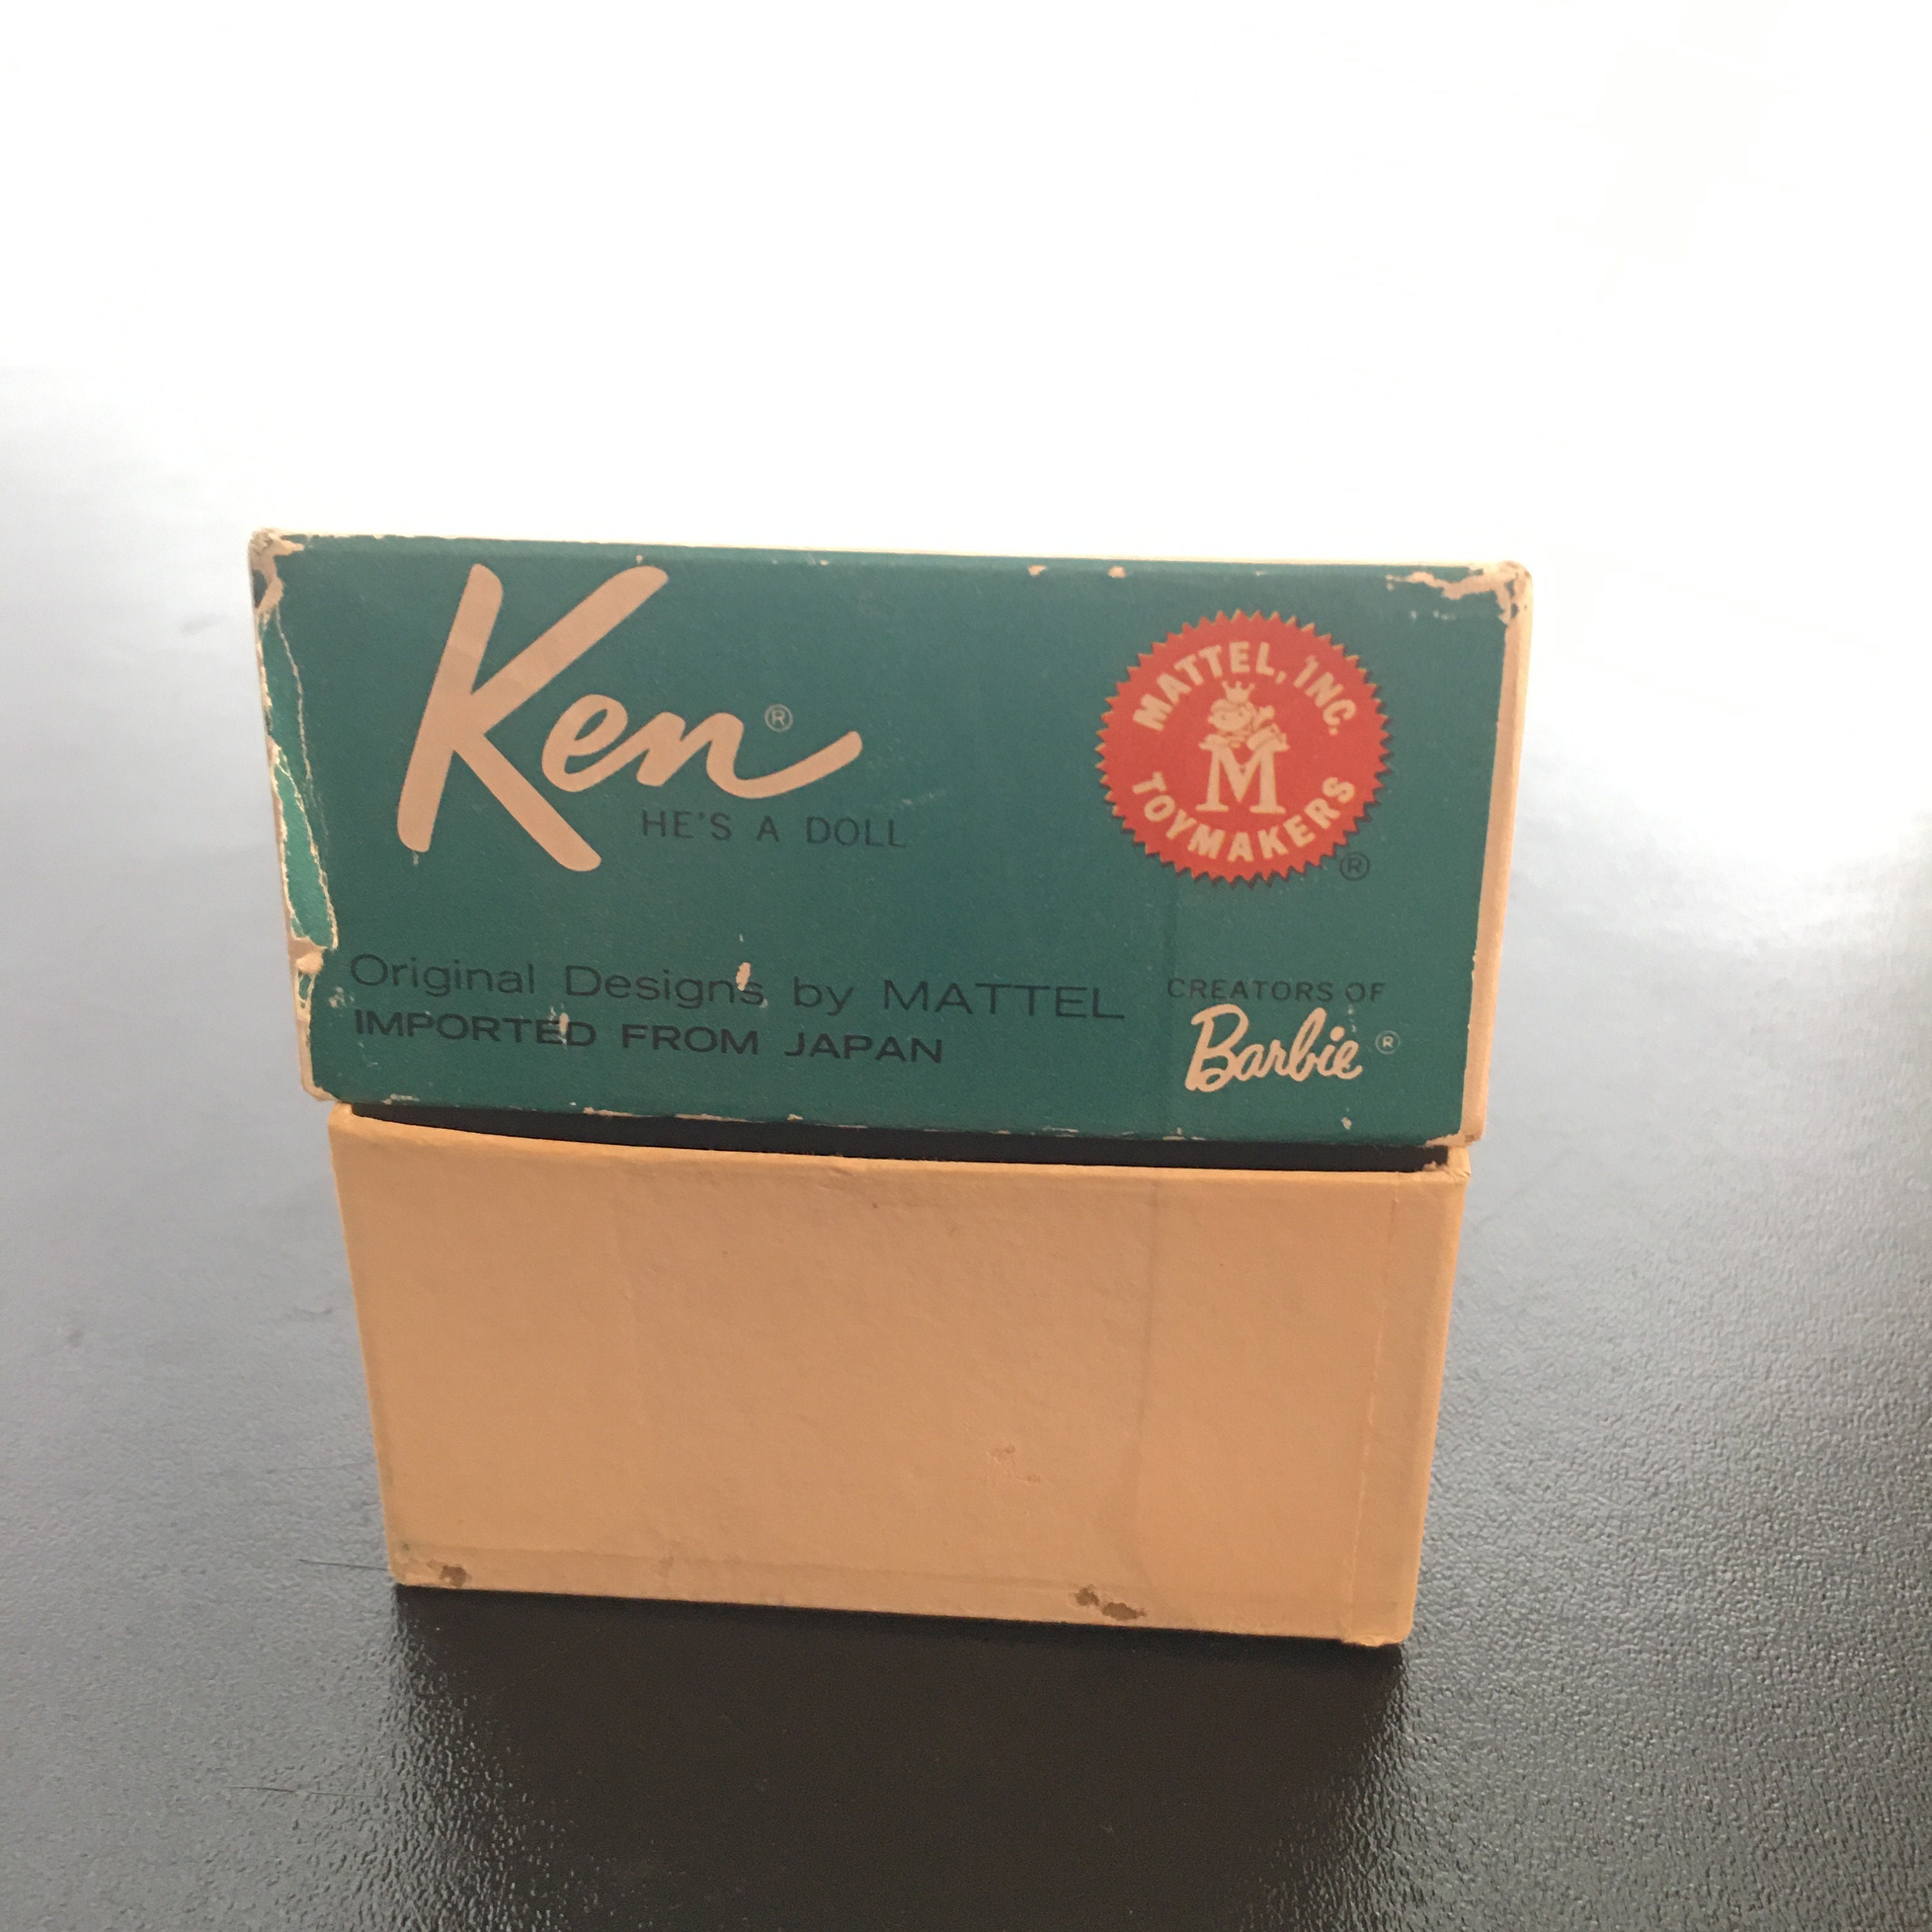 Ken®
HE'S A DOLL
MATTEL, INC.
M
TOYMAKERS
®
Original Designs by MATTEL
IMPORTED FROM JAPAN
CREATORS OF
Barbie®